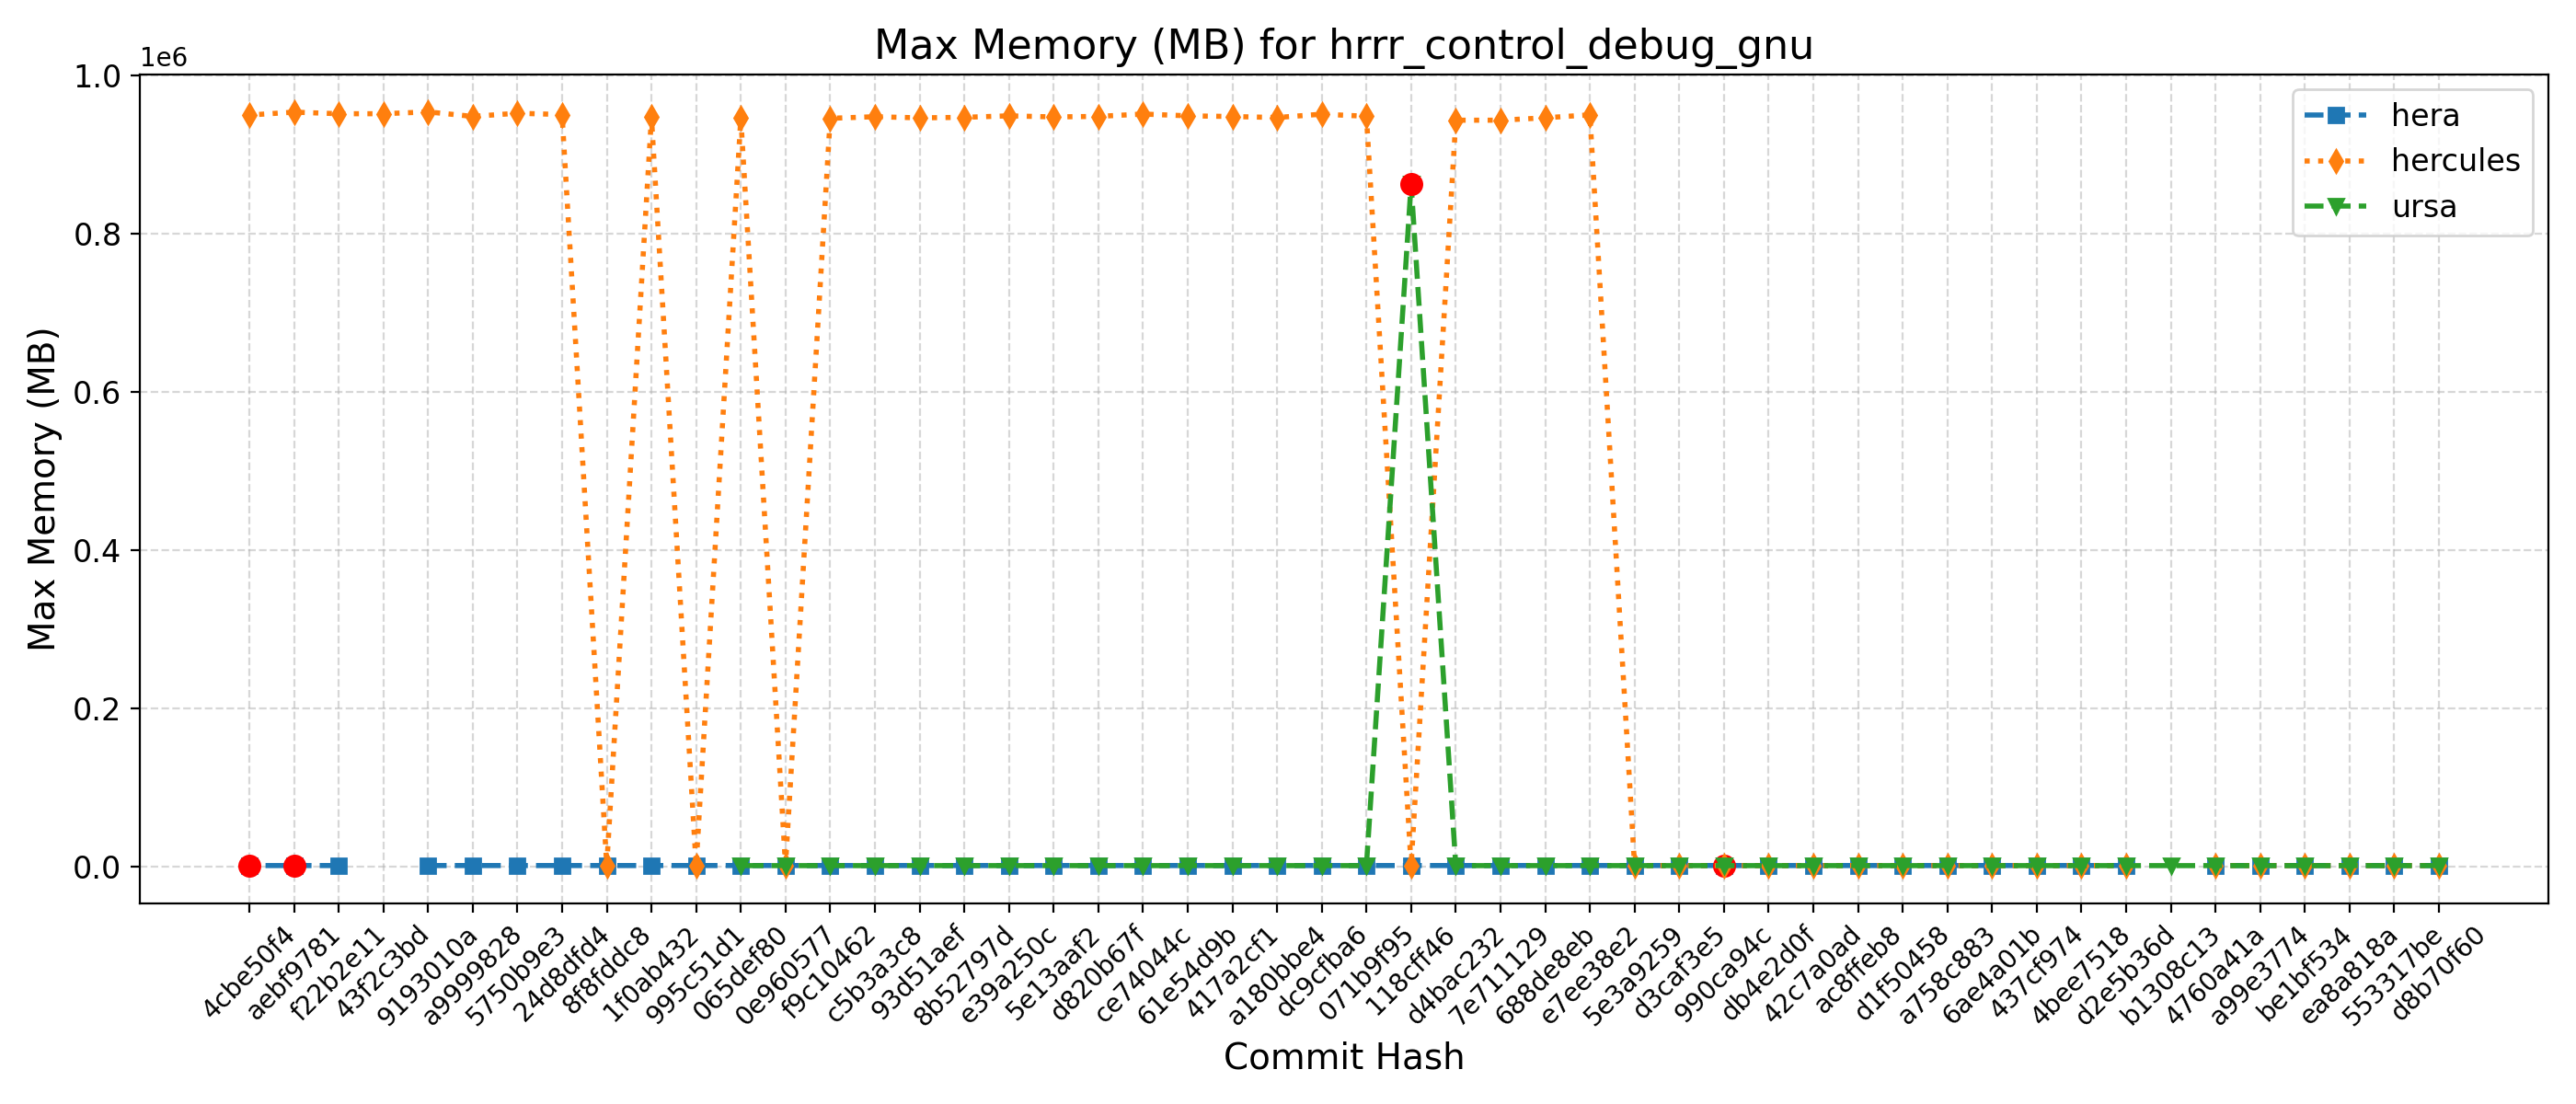 Max Memory (MB) for hrrr_control_debug_gnu
1e6
1.0
0.8
0.6
0.4
0.2
0.0
Max Memory (MB)
hera
hercules
ursa
4cbe50f4
aebf9781
f22b2e11
43f2c3bd
9193010a
a9999828
5750b9e3
24d8dfd4
8f8fddc8
1f0ab432
995c51d1
065def80
0e960577
f9c10462
c5b3a3c8
93d51aef
8b52797d
e39a250c
5e13aaf2
d820b67f
ce74044c
61e54d9b
417a2cf1
a180bbe4
dc9cfba6
071b9f95
118cff46
d4bac232
7e711129
688de8eb
e7ee38e2
5e3a9259
d3caf3e5
990ca94c
db4e2d0f
42c7a0ad
ac8ffeb8
d1f50458
a758c883
6ae4a01b
437cf974
4bee7518
d2e5b36d
b1308c13
4760a41a
a99e3774
be1bf534
ea8a818a
553317be
d8b70f60
Commit Hash